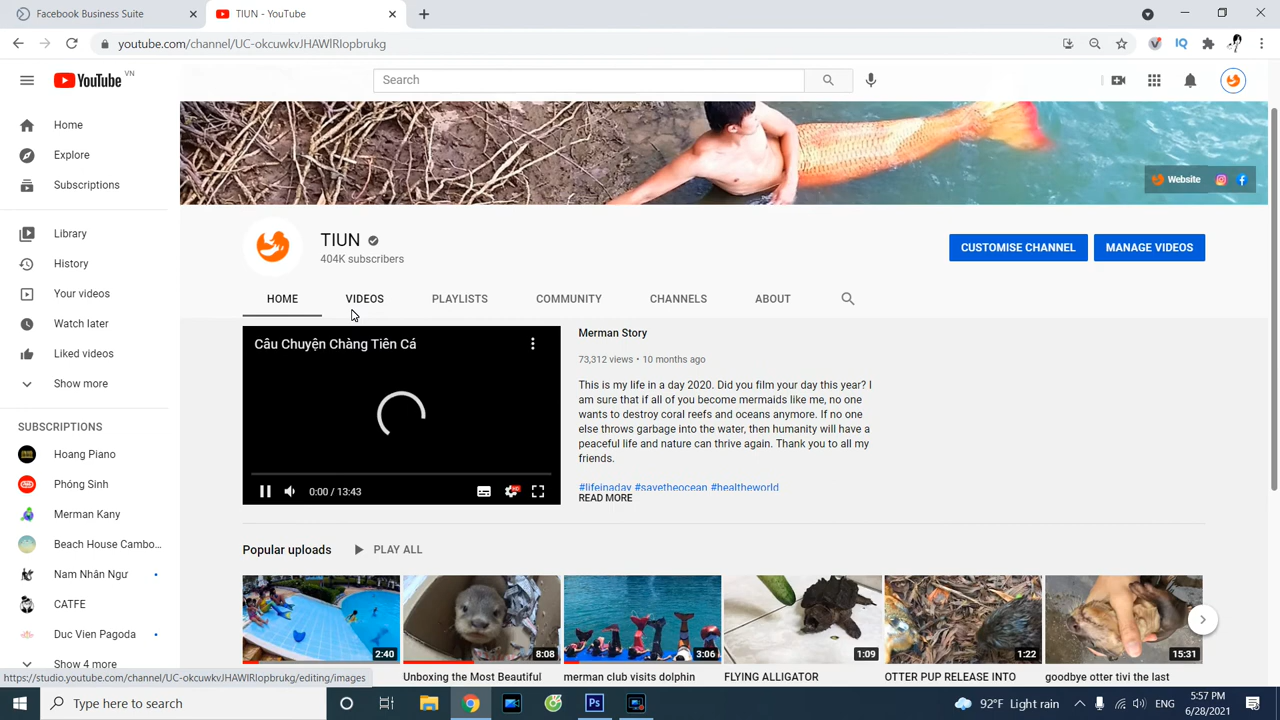 Facebook Business Suite
TIUN - YouTube
youtube.com/channel/UC-okcuwkvJHAWlRIopbrukg
YouTube VN
Search
Home
Explore
Subscriptions
Library
History
Your videos
Watch later
Liked videos
Show more
SUBSCRIPTIONS
Hoang Piano
Phóng Sinh
Merman Kany
Beach House Cambo...
Nam Nhân Ngư
CATFE
Duc Vien Pagoda
Show 4 more
Website
TIUN
404K subscribers
CUSTOMISE CHANNEL
MANAGE VIDEOS
HOME
VIDEOS
PLAYLISTS
COMMUNITY
CHANNELS
ABOUT
Câu Chuyện Chàng Tiên Cá
0:00 / 13:43
HD
Merman Story
73,312 views • 10 months ago
This is my life in a day 2020. Did you film your day this year? I
am sure that if all of you become mermaids like me, no one
wants to destroy coral reefs and oceans anymore. If no one
else throws garbage into the water, then humanity will have a
peaceful life and nature can thrive again. Thank you to all my
friends.
#lifeinaday #savetheocean #healtheworld
READ MORE
Popular uploads
PLAY ALL
2:40
8:08
3:06
1:09
1:22
15:31
Unboxing the Most Beautiful
merman club visits dolphin
FLYING ALLIGATOR
OTTER PUP RELEASE INTO
goodbye otter tivi the last
https://studio.youtube.com/channel/UC-okcuwkvJHAWlRIopbrukg/editing/images
Type here to search
Ps
92°F Light rain
ENG
5:57 PM
6/28/2021